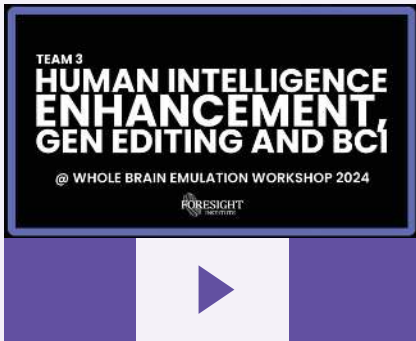 TEAM 3
HUMAN INTELLIGENCE
ENHANCEMENT,
GEN EDITING AND BCI
@ WHOLE BRAIN EMULATION WORKSHOP 2024
FORESIGHT
INSTITUTE